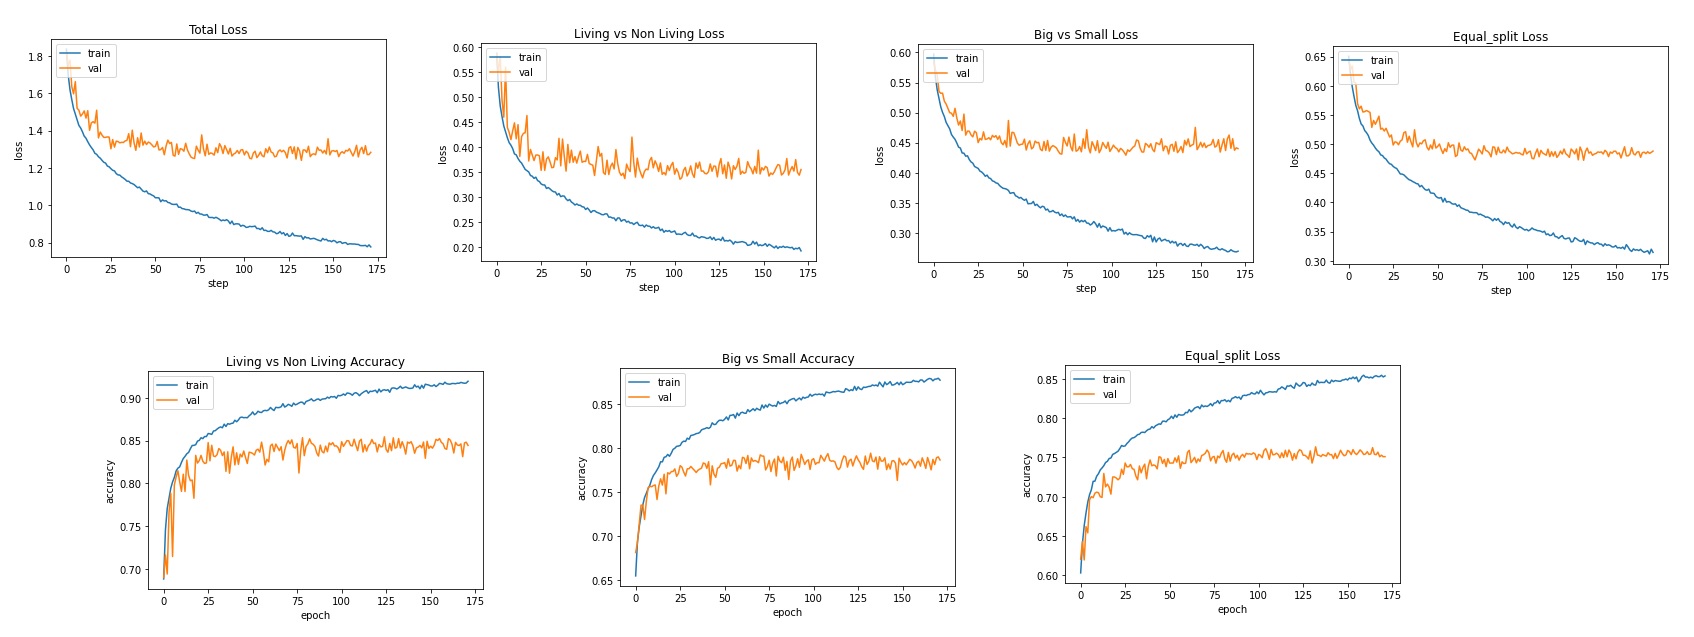 Total Loss
train
val
1.8
1.6
1.4
1.2
1.0
0.8
loss
0 25 50 75 100 125 150 175
step
Living vs Non Living Loss
train
val
0.60
0.55
0.50
0.45
0.40
0.35
0.30
0.25
0.20
loss
0 25 50 75 100 125 150 175
step
Big vs Small Loss
train
val
0.60
0.55
0.50
0.45
0.40
0.35
0.30
loss
0 25 50 75 100 125 150 175
step
Equal_split Loss
train
val
0.65
0.60
0.55
0.50
0.45
0.40
0.35
0.30
loss
0 25 50 75 100 125 150 175
step
Living vs Non Living Accuracy
train
val
0.90
0.85
0.80
0.75
0.70
accuracy
0 25 50 75 100 125 150 175
epoch
Big vs Small Accuracy
train
val
0.85
0.80
0.75
0.70
0.65
accuracy
0 25 50 75 100 125 150 175
epoch
Equal_split Loss
train
val
0.85
0.80
0.75
0.70
0.65
0.60
accuracy
0 25 50 75 100 125 150 175
epoch